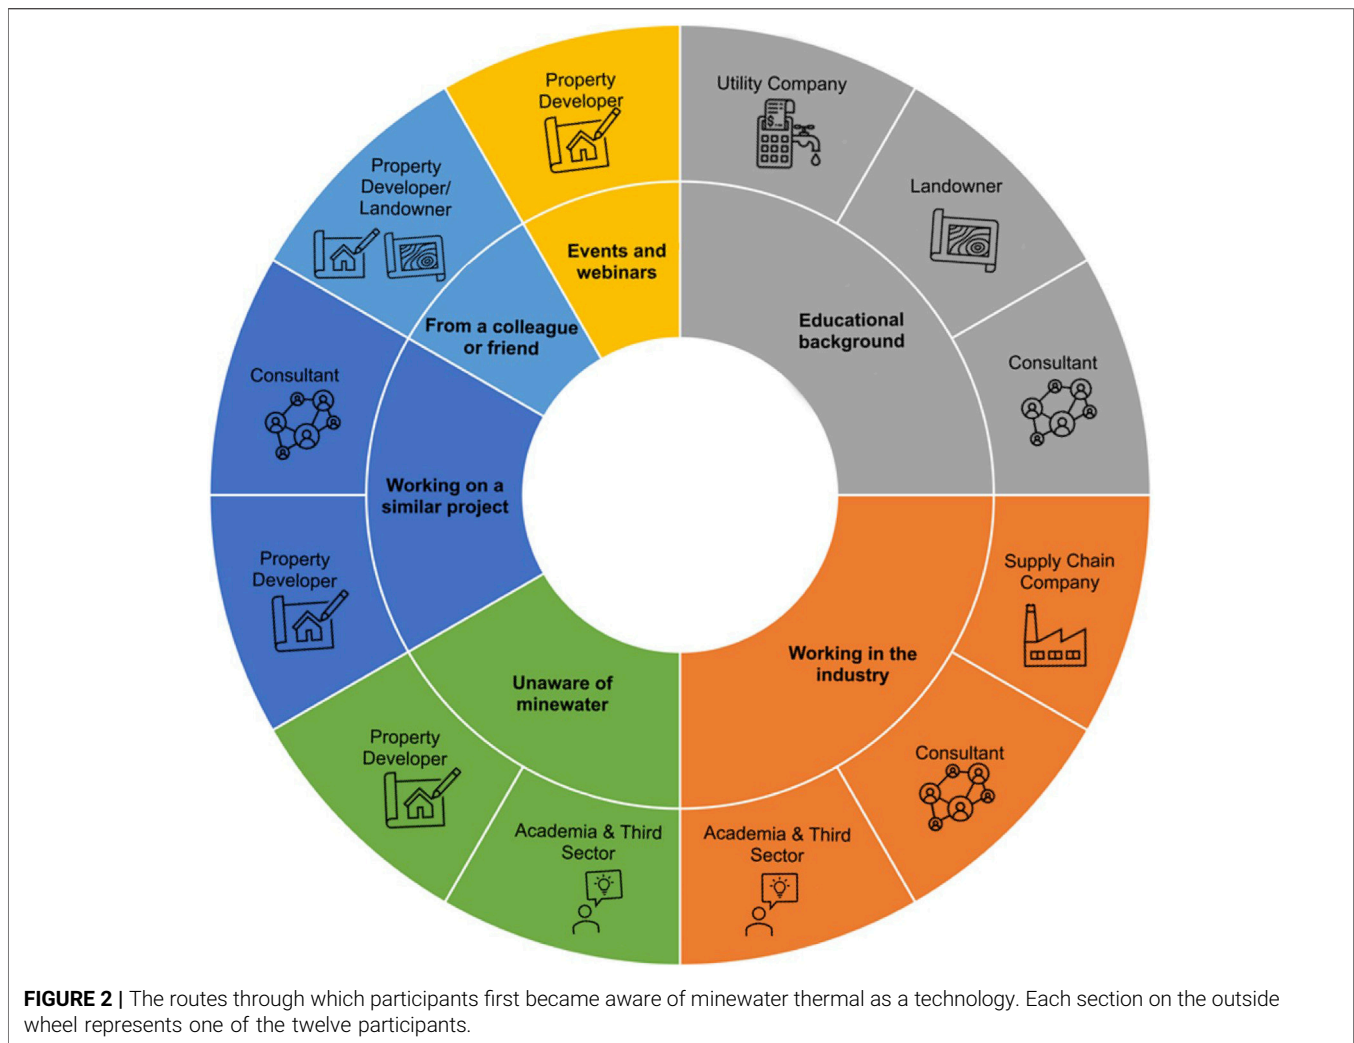 Property
Developer
Utility Company
$
Landowner
Consultant
Supply Chain
Company
Consultant
Academia & Third
Sector
Academia & Third
Sector
Property
Developer
Property
Developer
Consultant
Property
Developer/
Landowner
Events and
webinars
Educational
background
Working in the
industry
Unaware of
minewater
Working on a
similar project
From a colleague
or friend
FIGURE 2 | The routes through which participants first became aware of minewater thermal as a technology. Each section on the outside
wheel represents one of the twelve participants.